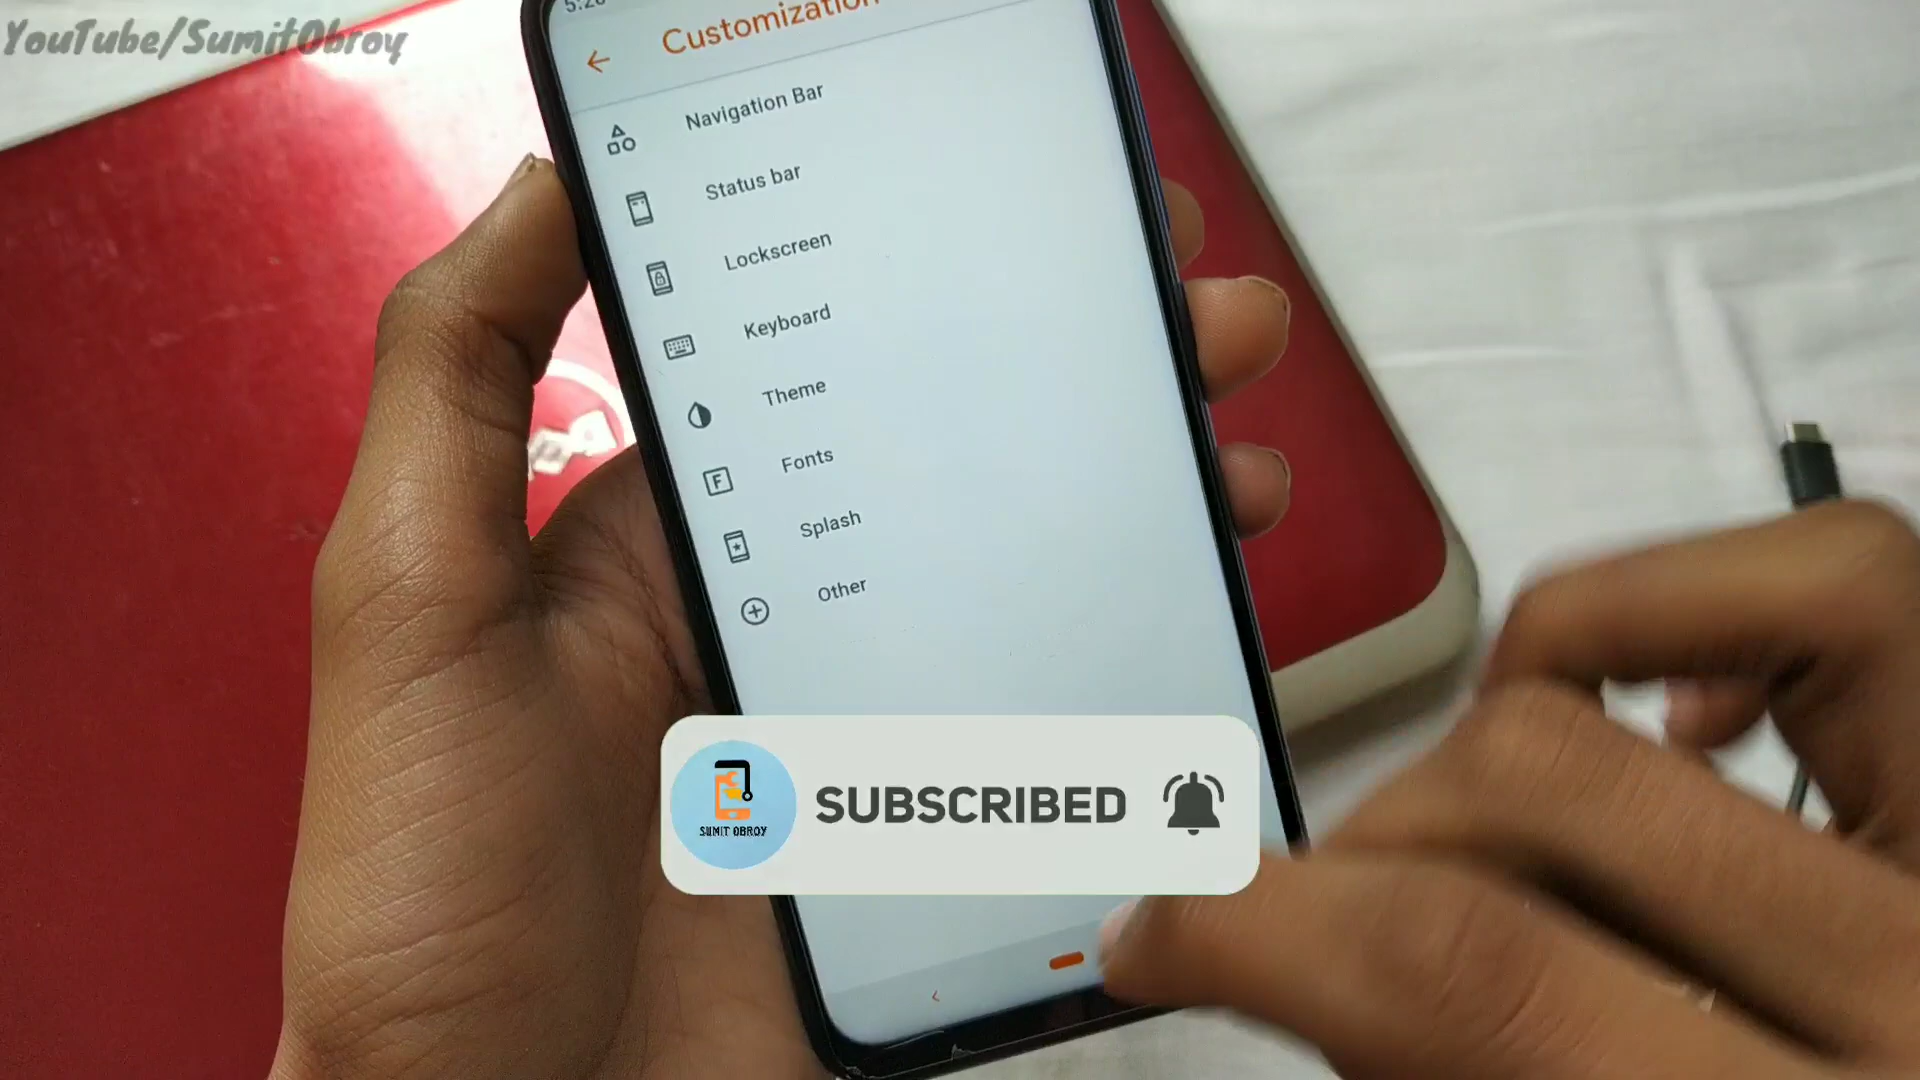 YouTube/SumitObroy
Customization
Navigation Bar
Status bar
Lockscreen
Keyboard
Theme
F Fonts
Splash
Other
SUMIT OBROY
SUBSCRIBED